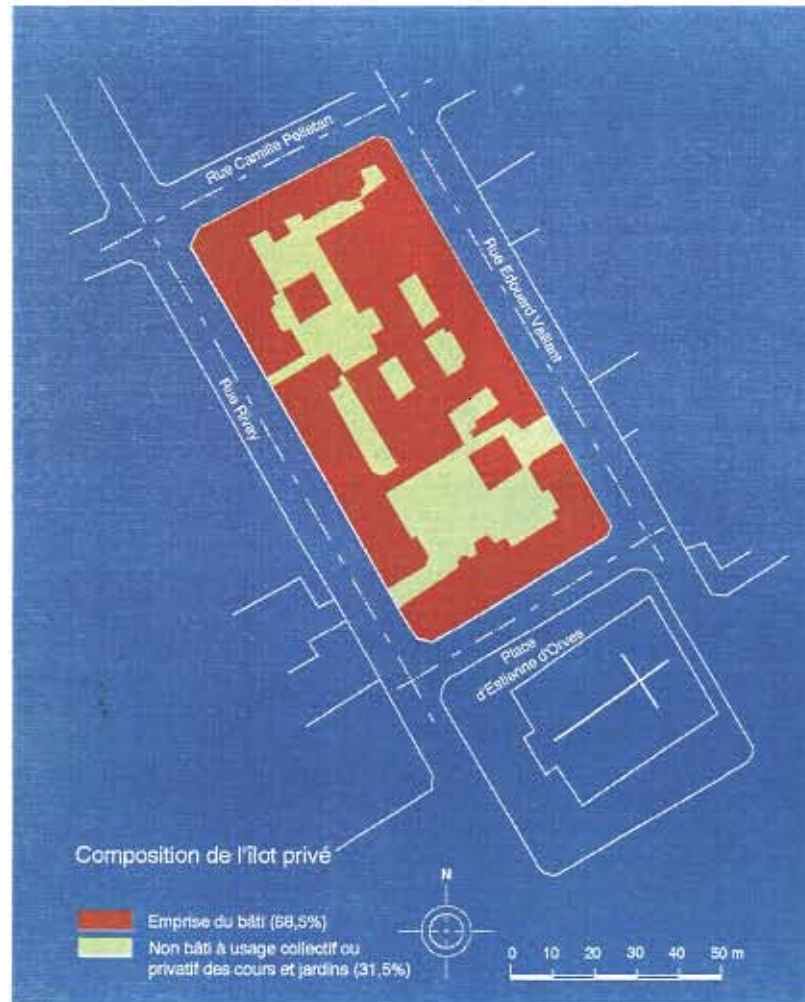 Rue Camille Pelletan
Rue Edouard Vaillant
Rue Rivay
Place
d'Estienne d'Orves
Composition de l'îlot privé
N
Emprise du bâti (68,5%)
Non bâti à usage collectif ou
privatif des cours et jardins (31,5%)
0 10 20 30 40 50 m